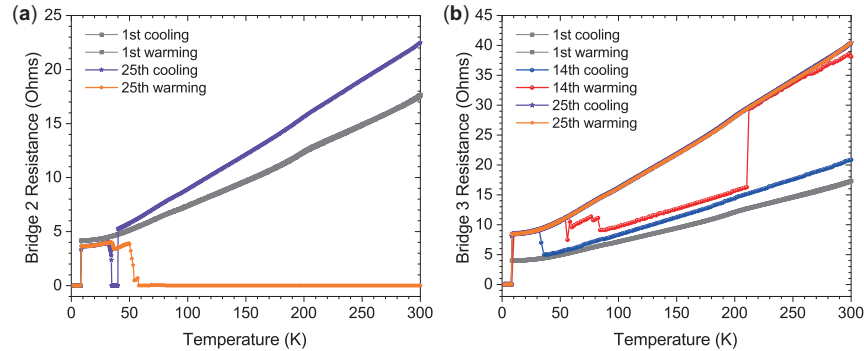 (a)
1st cooling
1st warming
25th cooling
25th warming
Bridge 2 Resistance (Ohms)
25
20
15
10
5
0
0 50 100 150 200 250 300
Temperature (K)
(b)
1st cooling
1st warming
14th cooling
14th warming
25th cooling
25th warming
Bridge 3 Resistance (Ohms)
45
40
35
30
25
20
15
10
5
0
0 50 100 150 200 250 300
Temperature (K)